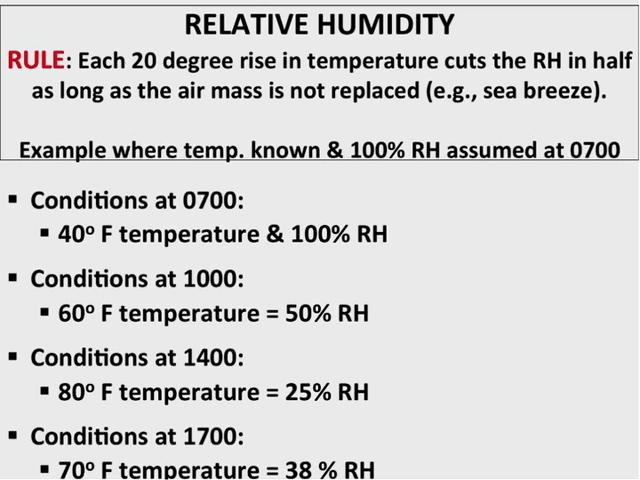 RELATIVE HUMIDITY
RULE: Each 20 degree rise in temperature cuts the RH in half
as long as the air mass is not replaced (e.g., sea breeze).
Example where temp. known & 100% RH assumed at 0700
▪ Conditions at 0700:
▪ 40º F temperature & 100% RH
▪ Conditions at 1000:
▪ 60º F temperature = 50% RH
▪ Conditions at 1400:
▪ 80º F temperature = 25% RH
▪ Conditions at 1700:
▪ 70º F temperature = 38 % RH